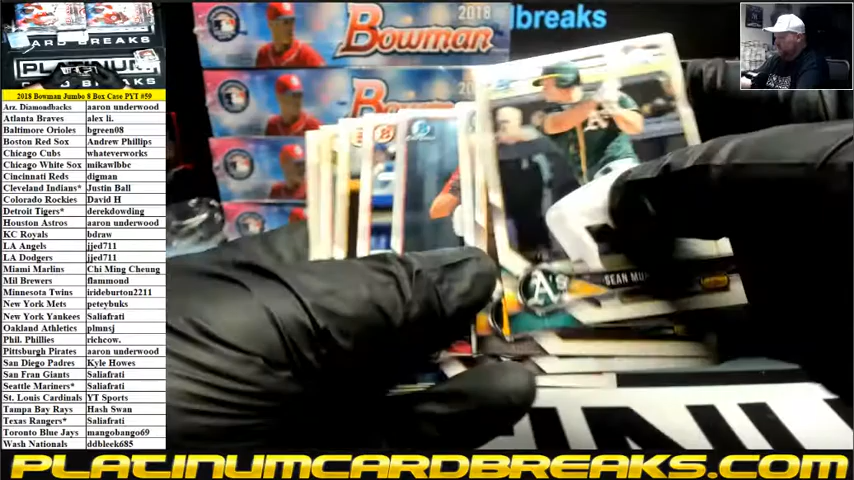 CARD BREAKS
PLATINUM
CARD BREAKS
2018
Bowman
lbreaks
2018 Bowman Jumbo 8 Box Case PYT #59
Arz. Diamondbacks aaron underwood
Atlanta Braves alex li.
Baltimore Orioles bgreen08
Boston Red Sox Andrew Phillips
Chicago Cubs whateverworks
Chicago White Sox mikawlbbc
Cincinnati Reds digman
Cleveland Indians* Justin Ball
Colorado Rockies David H
Detroit Tigers* derekdowding
Houston Astros aaron underwood
KC Royals bdraw
LA Angels jjed711
LA Dodgers jjed711
Miami Marlins Chi Ming Cheung
Mil Brewers flammond
Minnesota Twins irideburton2211
New York Mets peteybuks
New York Yankees Saliafrati
Oakland Athletics plmnsj
Phil. Phillies richcow.
Pittsburgh Pirates aaron underwood
San Diego Padres Kyle Howes
San Fran Giants Saliafrati
Seattle Mariners* Saliafrati
St. Louis Cardinals YT Sports
Tampa Bay Rays Hash Swan
Texas Rangers* Saliafrati
Toronto Blue Jays mangobango69
Wash Nationals ddbleek685
A's
SEAN
PLATINUMCARDBREAKS.COM